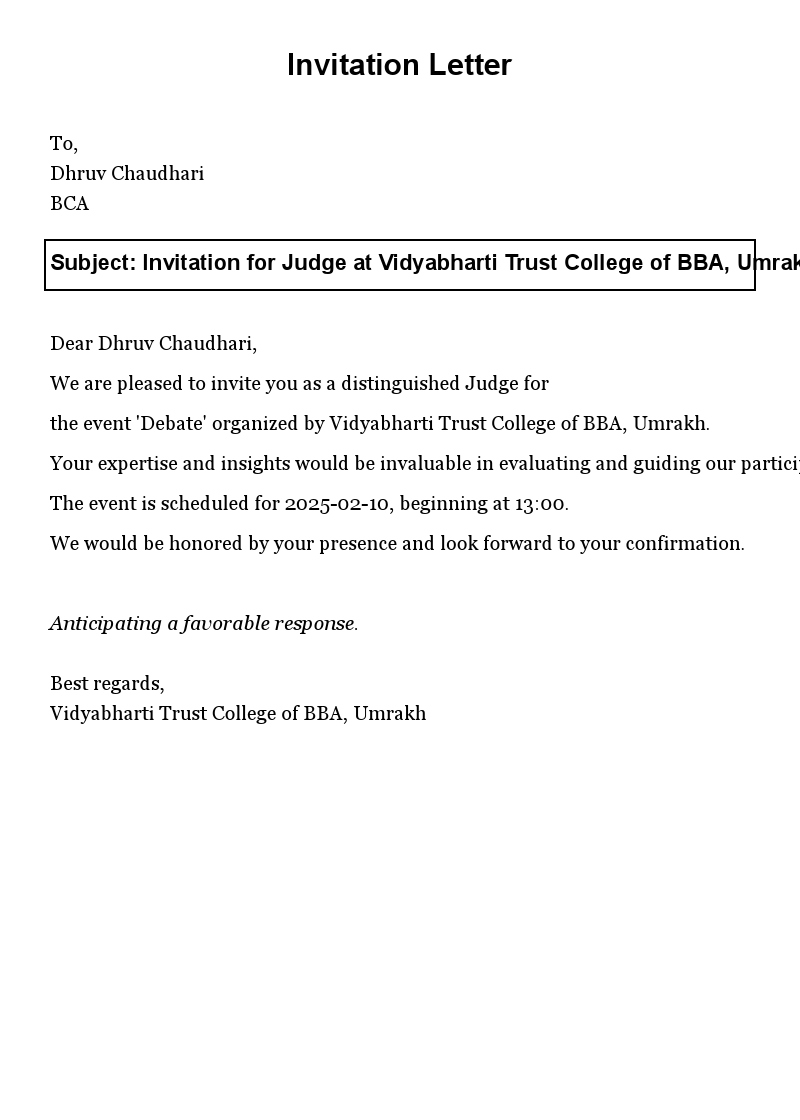 Invitation Letter
To,
Dhruv Chaudhari
BCA
Subject: Invitation for Judge at Vidyabharti Trust College of BBA,
Dear Dhruv Chaudhari,
We are pleased to invite you as a distinguished Judge for
the event 'Debate' organized by Vidyabharti Trust College of BBA, Umrakh.
Your expertise and insights would be invaluable in evaluating and guiding our
The event is scheduled for 2025-02-10, beginning at 13:00.
We would be honored by your presence and look forward to your confirmation.
Anticipating a favorable response.
Best regards,
Vidyabharti Trust College of BBA, Umrakh